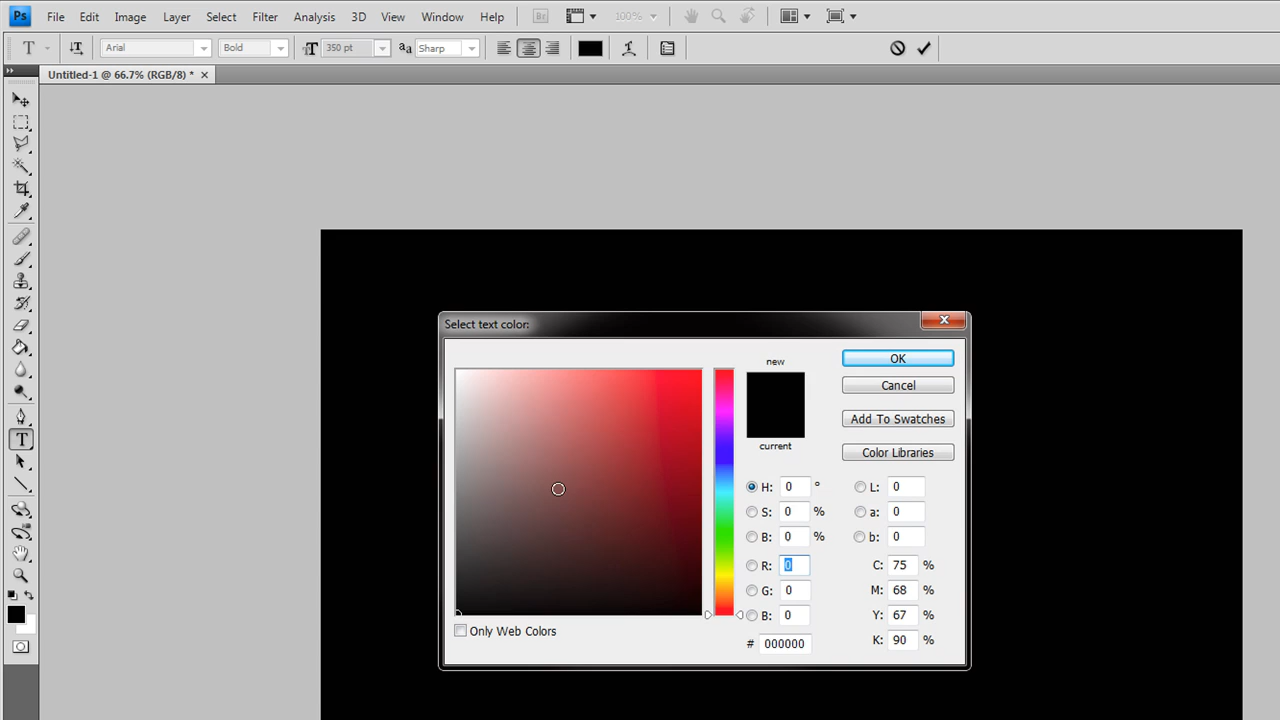 Ps File Edit Image Layer Select Filter Analysis 3D View Window Help Br 100%
T T Arial Bold T 350 pt aa Sharp
Untitled-1 @ 66.7% (RGB/8) *
T
Select text color:
new
current
OK
Cancel
Add To Swatches
Color Libraries
H: 0 ° L: 0
S: 0 % a: 0
B: 0 % b: 0
R: 0 C: 75 %
G: 0 M: 68 %
B: 0 Y: 67 %
# 000000 K: 90 %
Only Web Colors